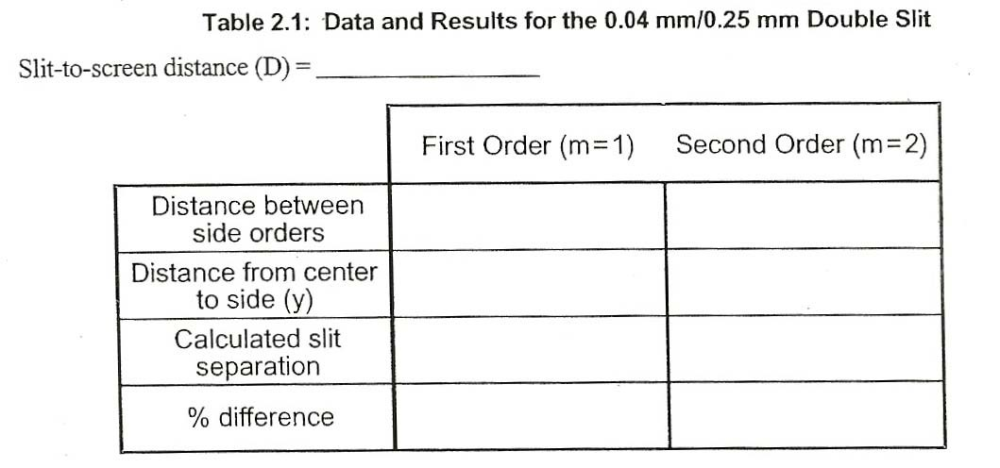 Table 2.1: Data and Results for the 0.04 mm/0.25 mm Double Slit
Slit-to-screen distance (D) = ____________________
First Order (m=1) Second Order (m=2)
Distance between
side orders
Distance from center
to side (y)
Calculated slit
separation
% difference